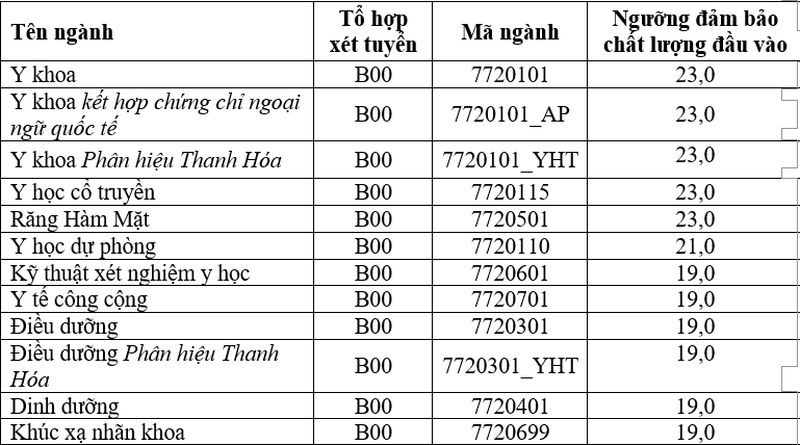 Tên ngành | Tổ hợp xét tuyển | Mã ngành | Ngưỡng đảm bảo chất lượng đầu vào
Y khoa | B00 | 7720101 | 23,0
Y khoa kết hợp chứng chỉ ngoại ngữ quốc tế | B00 | 7720101_AP | 23,0
Y khoa Phân hiệu Thanh Hóa | B00 | 7720101_YHT | 23,0
Y học cổ truyền | B00 | 7720115 | 23,0
Răng Hàm Mặt | B00 | 7720501 | 23,0
Y học dự phòng | B00 | 7720110 | 21,0
Kỹ thuật xét nghiệm y học | B00 | 7720601 | 19,0
Y tế công cộng | B00 | 7720701 | 19,0
Điều dưỡng | B00 | 7720301 | 19,0
Điều dưỡng Phân hiệu Thanh Hóa | B00 | 7720301_YHT | 19,0
Dinh dưỡng | B00 | 7720401 | 19,0
Khúc xạ nhãn khoa | B00 | 7720699 | 19,0